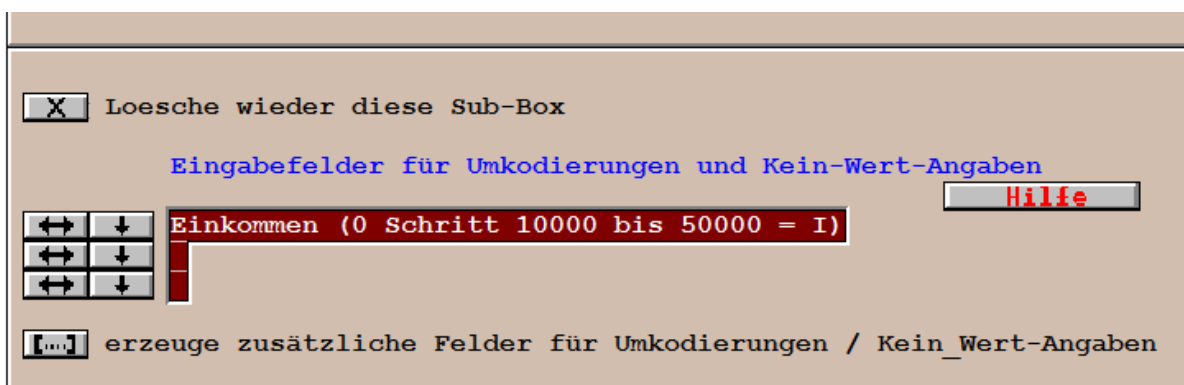 X Loesche wieder diese Sub-Box
Eingabefelder für Umkodierungen und Kein-Wert-Angaben
Hilfe
Einkommen (0 Schritt 10000 bis 50000 = I)
[....] erzeuge zusätzliche Felder für Umkodierungen / Kein_Wert-Angaben